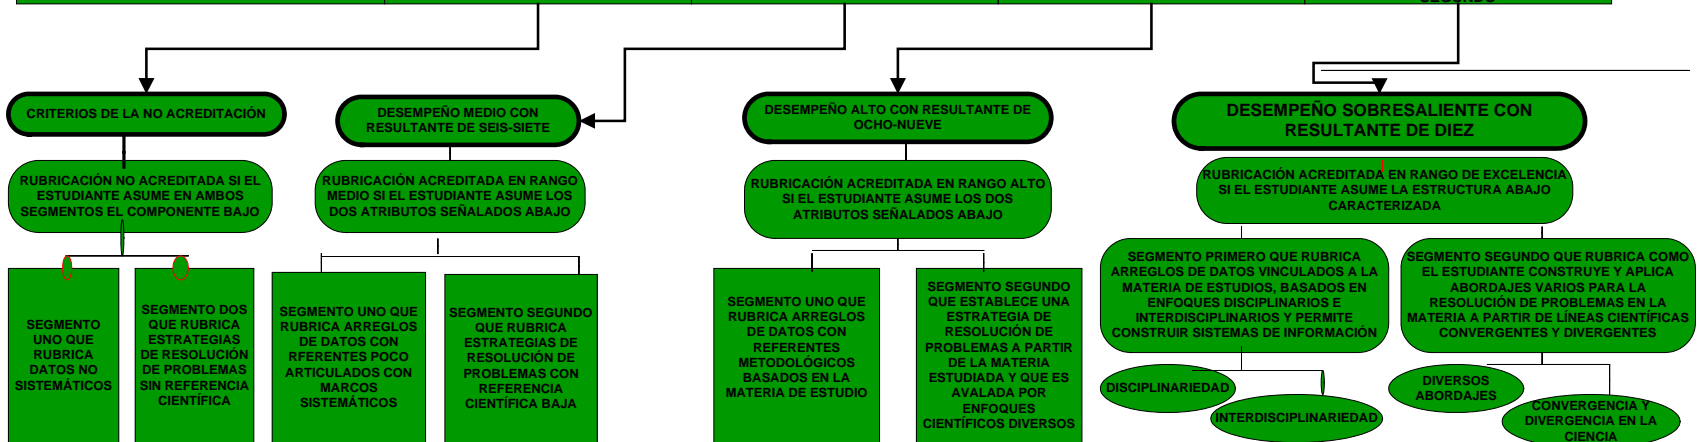 SEGUNDO
CRITERIOS DE LA NO ACREDITACIÓN
DESEMPEÑO MEDIO CON
RESULTANTE DE SEIS-SIETE
DESEMPEÑO ALTO CON RESULTANTE DE
OCHO-NUEVE
DESEMPEÑO SOBRESALIENTE CON
RESULTANTE DE DIEZ
RUBRICACIÓN NO ACREDITADA SI EL
ESTUDIANTE ASUME EN AMBOS
SEGMENTOS EL COMPONENTE BAJO
RUBRICACIÓN ACREDITADA EN RANGO
MEDIO SI EL ESTUDIANTE ASUME LOS
DOS ATRIBUTOS SEÑALADOS ABAJO
RUBRICACIÓN ACREDITADA EN RANGO ALTO
SI EL ESTUDIANTE ASUME LOS DOS
ATRIBUTOS SEÑALADOS ABAJO
RUBRICACIÓN ACREDITADA EN RANGO DE EXCELENCIA
SI EL ESTUDIANTE ASUME LA ESTRUCTURA ABAJO
CARACTERIZADA
SEGMENTO
UNO QUE
RUBRICA
DATOS NO
SISTEMÁTICOS
SEGMENTO DOS
QUE RUBRICA
ESTRATEGIAS
DE RESOLUCIÓN
DE PROBLEMAS
SIN REFERENCIA
CIENTÍFICA
SEGMENTO UNO QUE
RUBRICA ARREGLOS
DE DATOS CON
RFERENTES POCO
ARTICULADOS CON
MARCOS
SISTEMÁTICOS
SEGMENTO SEGUNDO
QUE RUBRICA
ESTRATEGIAS DE
RESOLUCIÓN DE
PROBLEMAS CON
REFERENCIA
CIENTÍFICA BAJA
SEGMENTO UNO QUE
RUBRICA ARREGLOS
DE DATOS CON
REFERENTES
METODOLÓGICOS
BASADOS EN LA
MATERIA DE ESTUDIO
SEGMENTO SEGUNDO
QUE ESTABLECE UNA
ESTRATEGIA DE
RESOLUCIÓN DE
PROBLEMAS A PARTIR
DE LA MATERIA
ESTUDIADA Y QUE ES
AVALADA POR
ENFOQUES
CIENTÍFICOS DIVERSOS
SEGMENTO PRIMERO QUE RUBRICA
ARREGLOS DE DATOS VINCULADOS A LA
MATERIA DE ESTUDIOS, BASADOS EN
ENFOQUES DISCIPLINARIOS E
INTERDISCIPLINARIOS Y PERMITE
CONSTRUIR SISTEMAS DE INFORMACIÓN
SEGMENTO SEGUNDO QUE RUBRICA COMO
EL ESTUDIANTE CONSTRUYE Y APLICA
ABORDAJES VARIOS PARA LA
RESOLUCIÓN DE PROBLEMAS EN LA
MATERIA A PARTIR DE LÍNEAS CIENTÍFICAS
CONVERGENTES Y DIVERGENTES
DISCIPLINARIEDAD
INTERDISCIPLINARIEDAD
DIVERSOS
ABORDAJES
CONVERGENCIA Y
DIVERGENCIA EN LA
CIENCIA